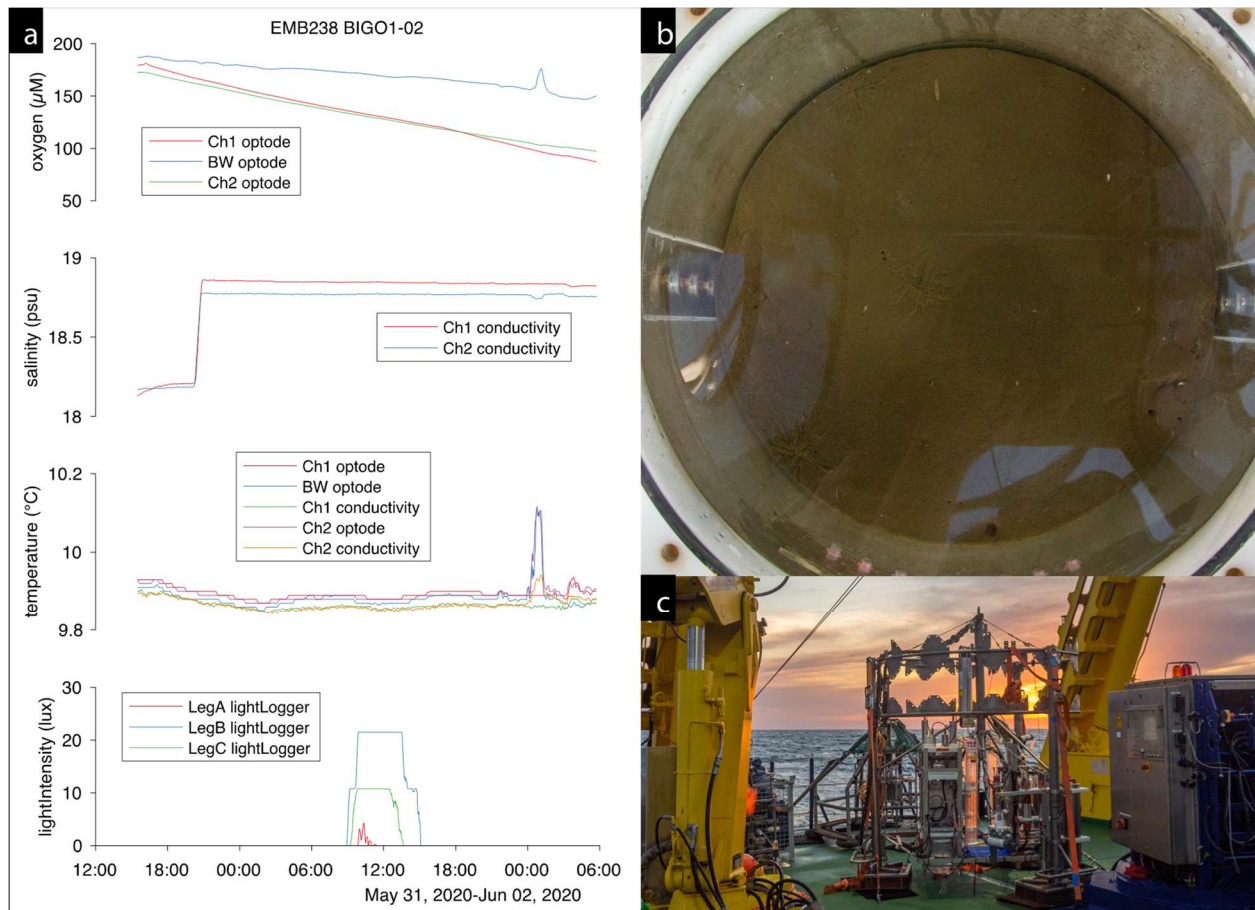 a
EMB238 BIGO1-02
200
150
100
50
oxygen (µM)
Ch1 optode
BW optode
Ch2 optode
19
18.5
18
salinity (psu)
Ch1 conductivity
Ch2 conductivity
10.2
10
9.8
temperature (°C)
Ch1 optode
BW optode
Ch1 conductivity
Ch2 optode
Ch2 conductivity
30
20
10
0
lightIntensity (lux)
LegA lightLogger
LegB lightLogger
LegC lightLogger
12:00 18:00 00:00 06:00 12:00 18:00 00:00 06:00
May 31, 2020-Jun 02, 2020
b
c